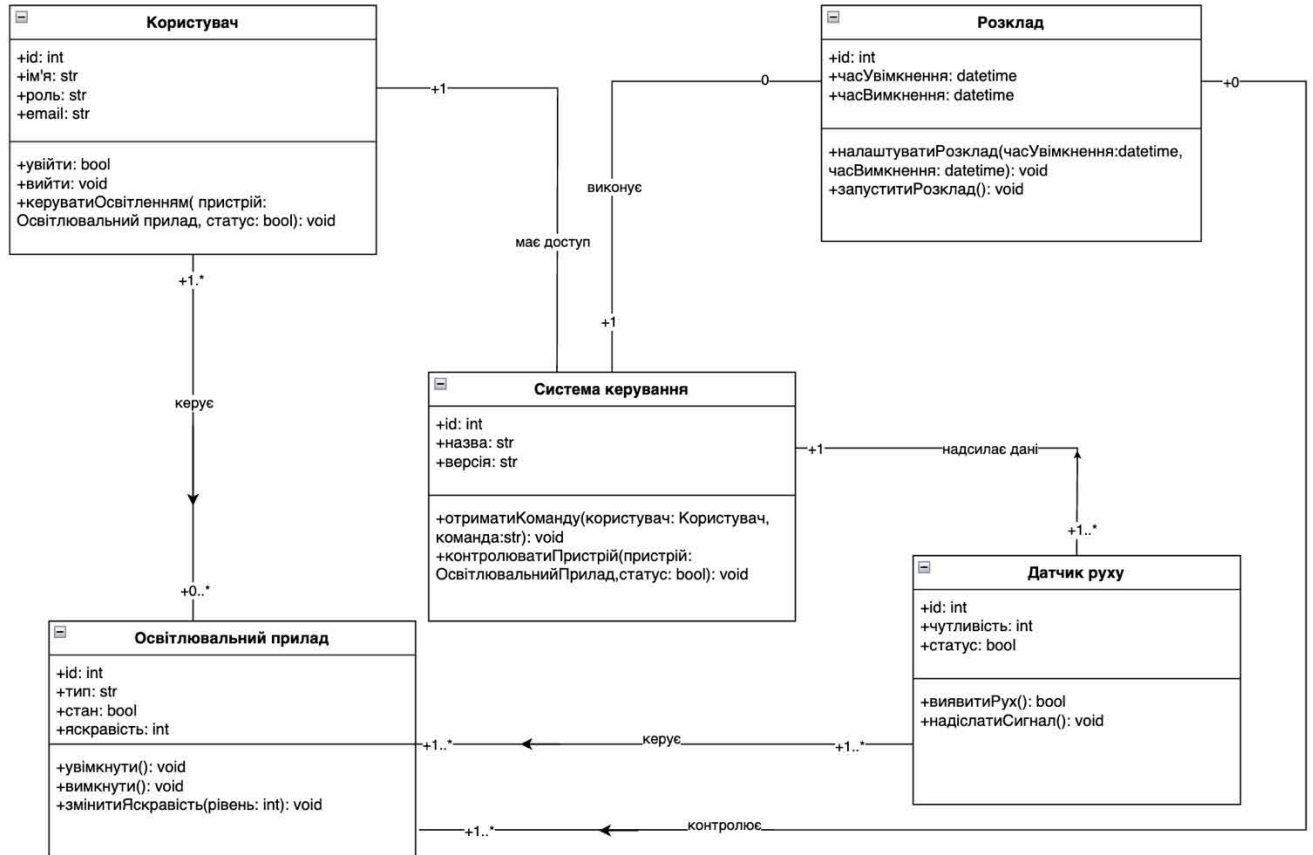 Користувач
+id: int
+ім'я: str
+роль: str
+email: str
+увійти: bool
+вийти: void
+керуватиОсвітленням( пристрій:
Освітлювальний прилад, статус: bool): void
Розклад
+id: int
+часУвімкнення: datetime
+часВимкнення: datetime
+налаштуватиРозклад(часУвімкнення:datetime,
часВимкнення: datetime): void
+запуститиРозклад(): void
+1
0
+0
виконує
має доступ
+1..*
+1
керує
Система керування
+id: int
+назва: str
+версія: str
+отриматиКоманду(користувач: Користувач,
команда:str): void
+контролюватиПристрій(пристрій:
ОсвітлювальнийПрилад,статус: bool): void
+1
надсилає дані
+1..*
Датчик руху
+id: int
+чутливість: int
+статус: bool
+виявитиРух(): bool
+надіслатиСигнал(): void
+0..*
Освітлювальний прилад
+id: int
+тип: str
+стан: bool
+яскравість: int
+увімкнути(): void
+вимкнути(): void
+змінитиЯскравість(рівень: int): void
+1..*
керує
+1..*
+1..*
контролює